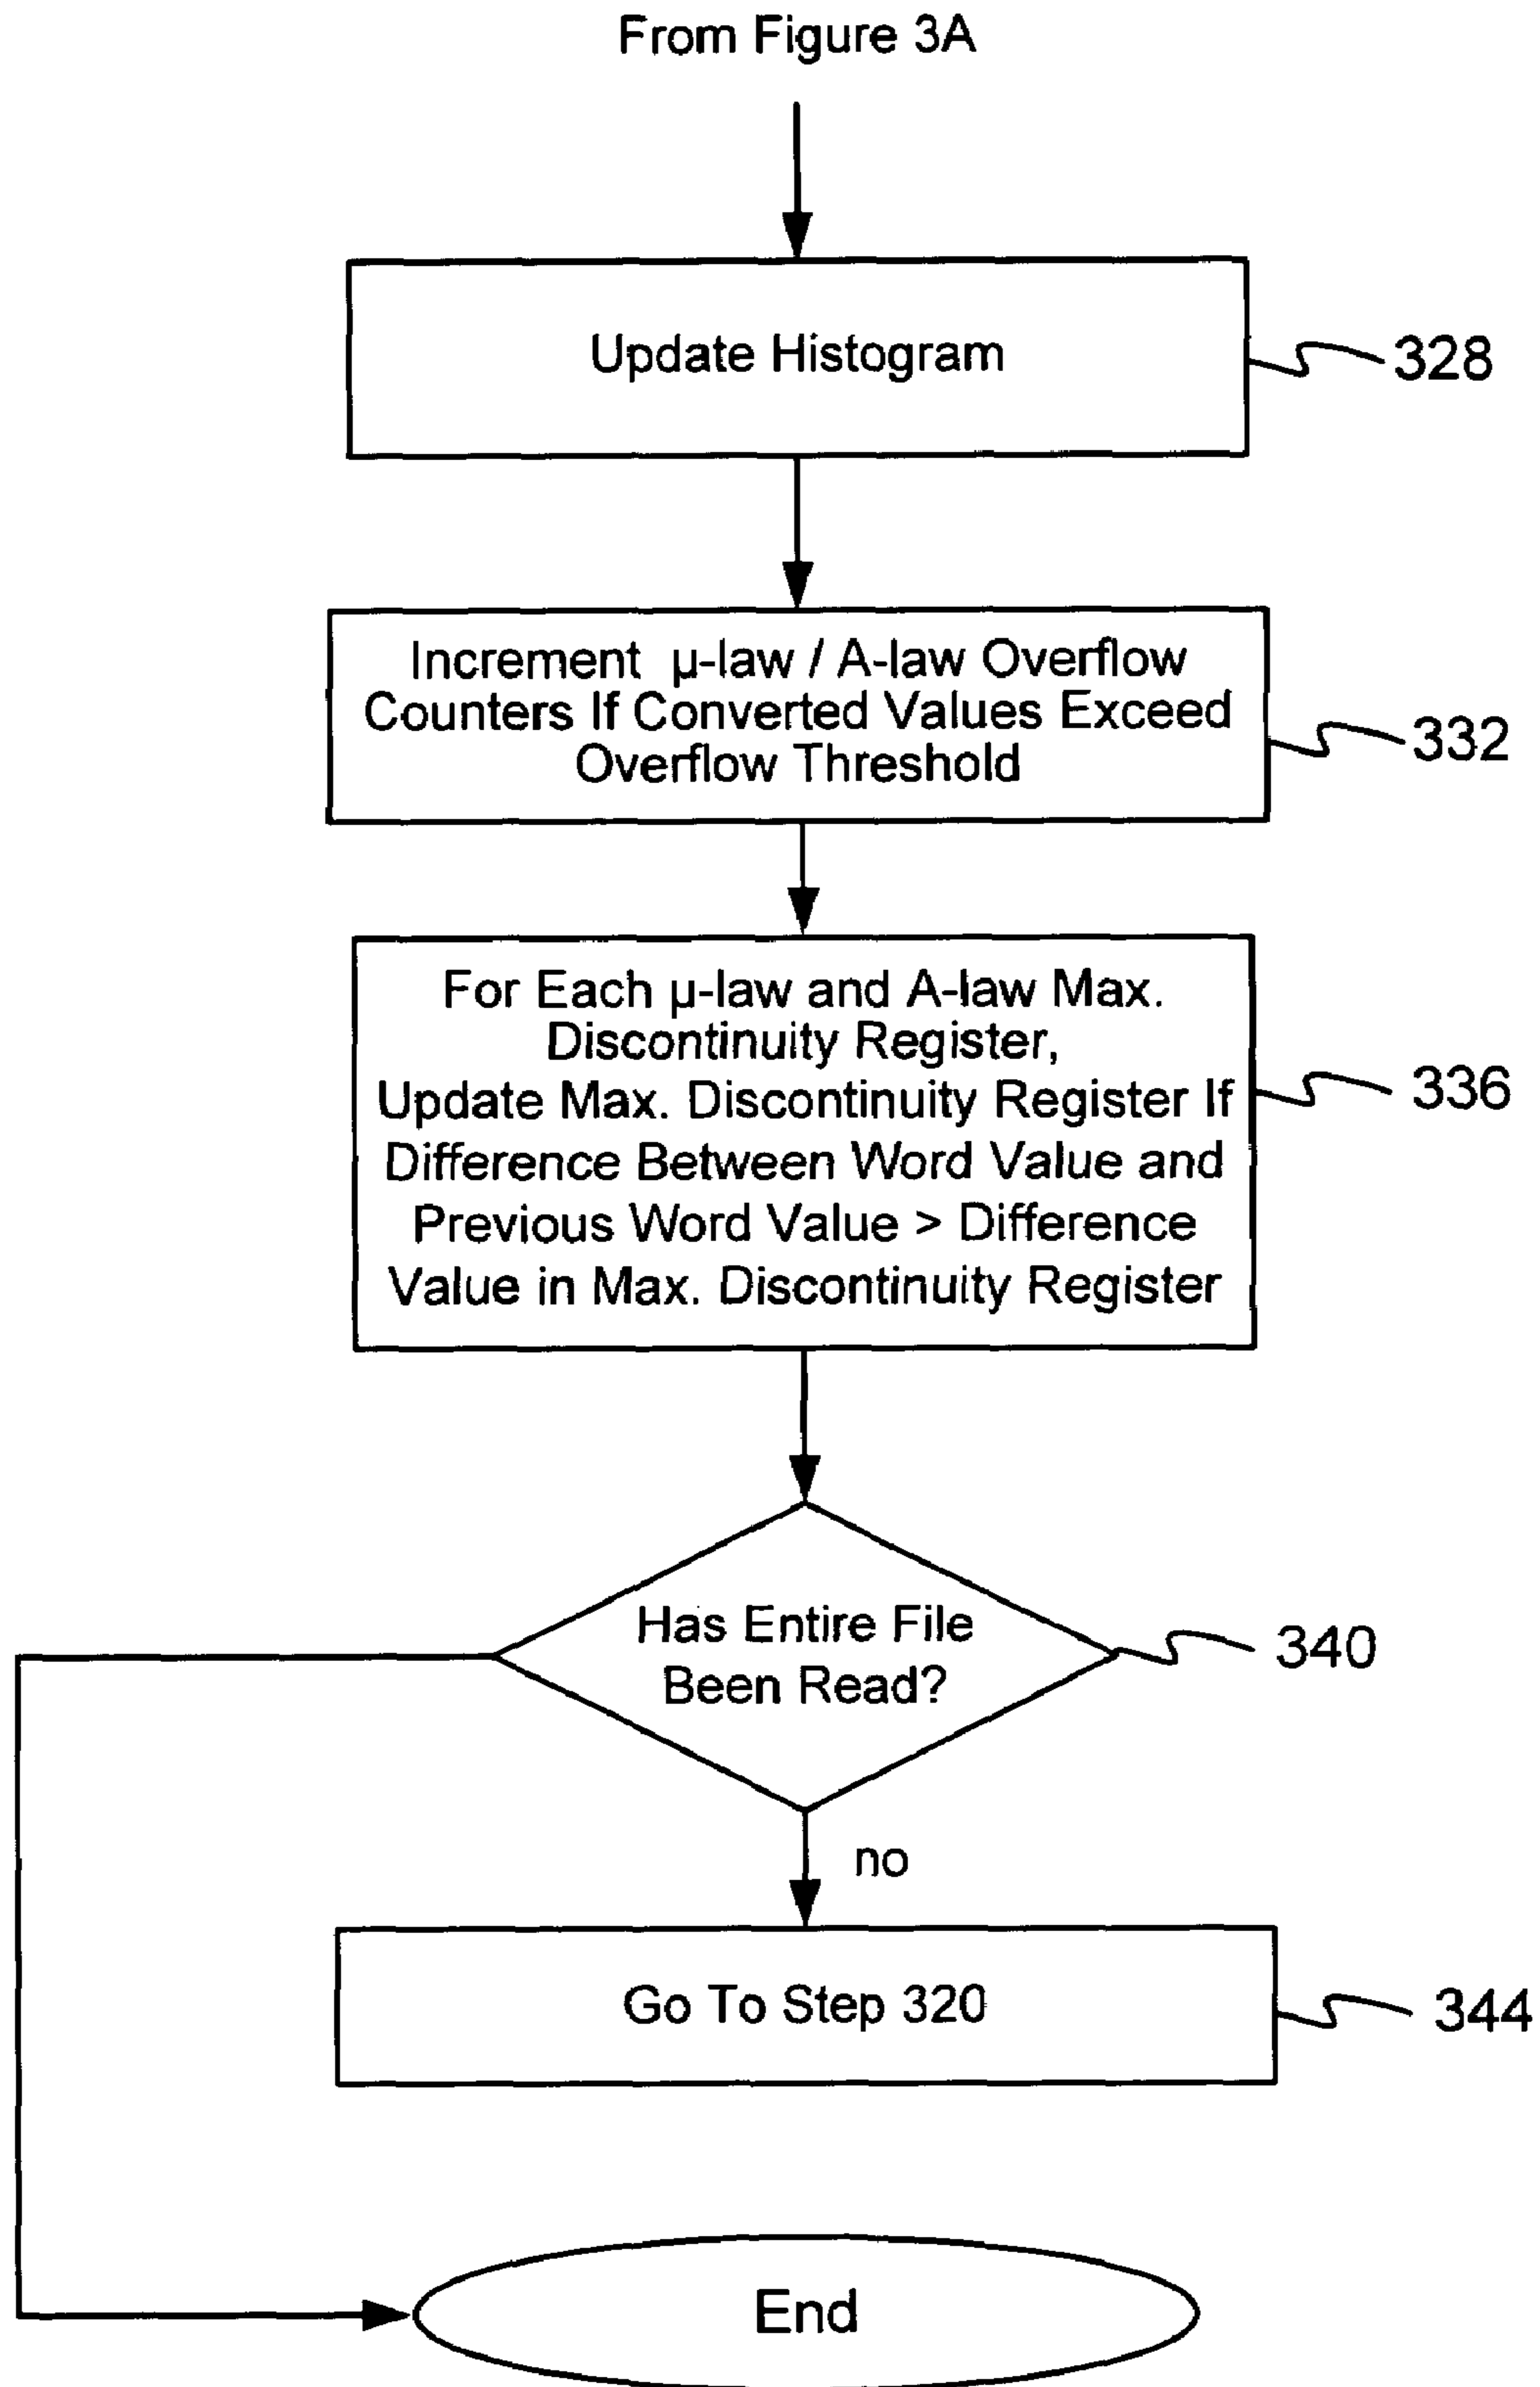 From Figure 3A
Update Histogram
328
Increment µ-law / A-law Overflow
Counters If Converted Values Exceed
Overflow Threshold
332
For Each µ-law and A-law Max.
Discontinuity Register,
Update Max. Discontinuity Register If
Difference Between Word Value and
Previous Word Value > Difference
Value in Max. Discontinuity Register
336
Has Entire File
Been Read?
340
no
Go To Step 320
344
End